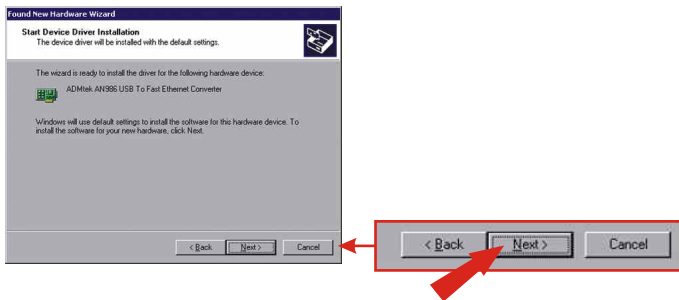 Found New Hardware Wizard
Start Device Driver Installation
The device driver will be installed with the default settings.
The wizard is ready to install the driver for the following hardware device:
ADMtek AN986 USB To Fast Ethernet Converter
Windows will use default settings to install the software for this hardware device. To
install the software for your new hardware, click Next.
< Back Next > Cancel
< Back Next > Cancel